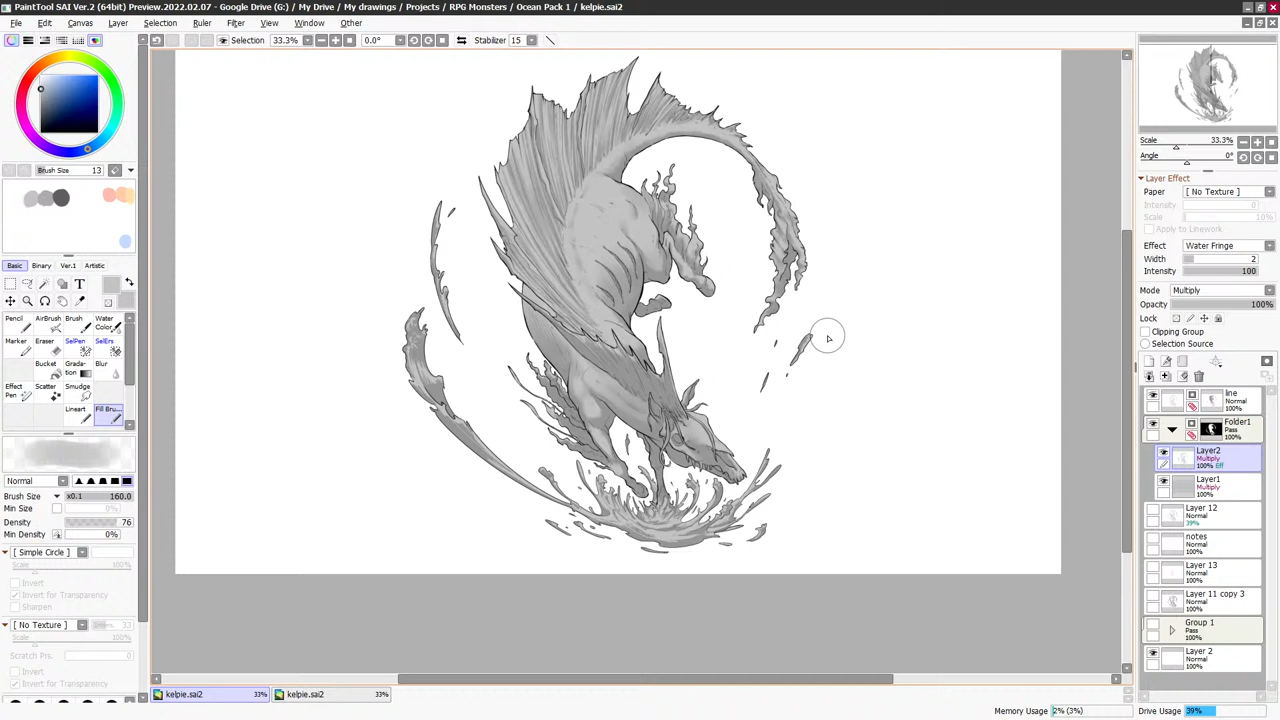 PaintTool SAI Ver.2 (64bit) Preview.2022.02.07 - Google Drive (G:) / My Drive / My drawings / Projects / RPG Monsters / Ocean Pack 1 / kelpie.sai2
File Edit Canvas Layer Selection Ruler Filter View Window Other
Selection 33.3% 0.0° Stabilizer 15
Brush Size 13
Basic Binary Ver.1 Artistic
T
Pencil AirBrush Brush Water Color
Marker Eraser SelPen SelErs
Bucket Gradation Blur
Effect Pen Scatter Smudge
Lineart Fill Bru...
Normal
Brush Size x0.1 160.0
Min Size 0%
Density 76
Min Density 0%
[ Simple Circle ]
Scale 100%
Invert
Invert for Transparency
Sharpen
[ No Texture ] 33
Scale 100%
Scratch Prs. 0
Invert
Invert for Transparency
kelpie.sai2 33% kelpie.sai2 33%
Memory Usage 2% (3%) Drive Usage 39%
Scale 33.3%
Angle 0°
Layer Effect
Paper [ No Texture ]
Intensity 0
Scale 10%
Apply to Linework
Effect Water Fringe
Width 2
Intensity 100
Mode Multiply
Opacity 100%
Lock
Clipping Group
Selection Source
line
Normal
100%
Folder1
Pass
100%
Layer2
Multiply
100% Eff
Layer1
Multiply
100%
Layer 12
Normal
39%
notes
Normal
100%
Layer 13
Normal
100%
Layer 11 copy 3
Normal
100%
Group 1
Pass
100%
Layer 2
Normal
100%